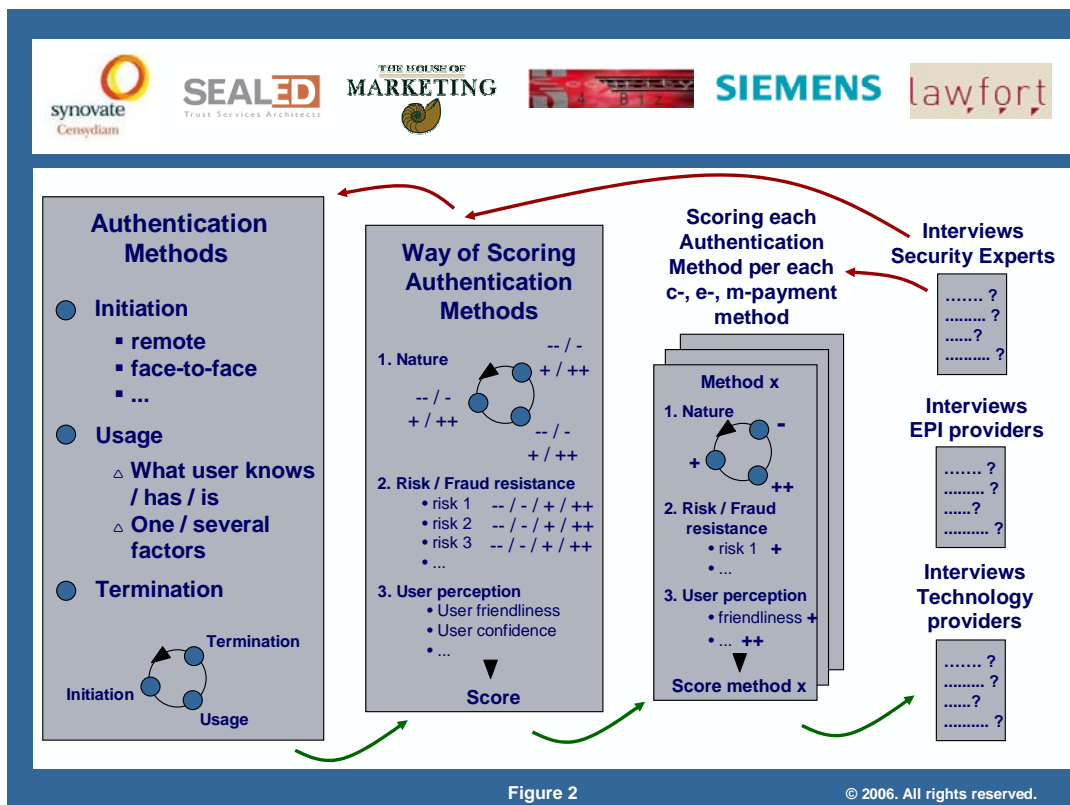 synovate
Censydiam
SEALED
Trust Services Architects
THE HOUSE OF
MARKETING
4 B i z
SIEMENS
lawfort
Authentication
Methods
Initiation
▪ remote
▪ face-to-face
▪ ...
Usage
△ What user knows
/ has / is
△ One / several
factors
Termination
Termination
Initiation
Usage
Way of Scoring
Authentication
Methods
1. Nature
-- / -
+ / ++
-- / -
+ / ++
-- / -
+ / ++
2. Risk / Fraud resistance
• risk 1 -- / - / + / ++
• risk 2 -- / - / + / ++
• risk 3 -- / - / + / ++
• ...
3. User perception
• User friendliness
• User confidence
• ...
Score
Scoring each
Authentication
Method per each
c-, e-, m-payment
method
Method x
1. Nature
-
+
++
2. Risk / Fraud
resistance
• risk 1 +
• ...
3. User perception
• friendliness +
• ... ++
Score method x
Interviews
Security Experts
....... ?
......... ?
......?
.......... ?
Interviews
EPI providers
....... ?
......... ?
......?
.......... ?
Interviews
Technology
providers
....... ?
......... ?
......?
.......... ?
Figure 2
© 2006. All rights reserved.